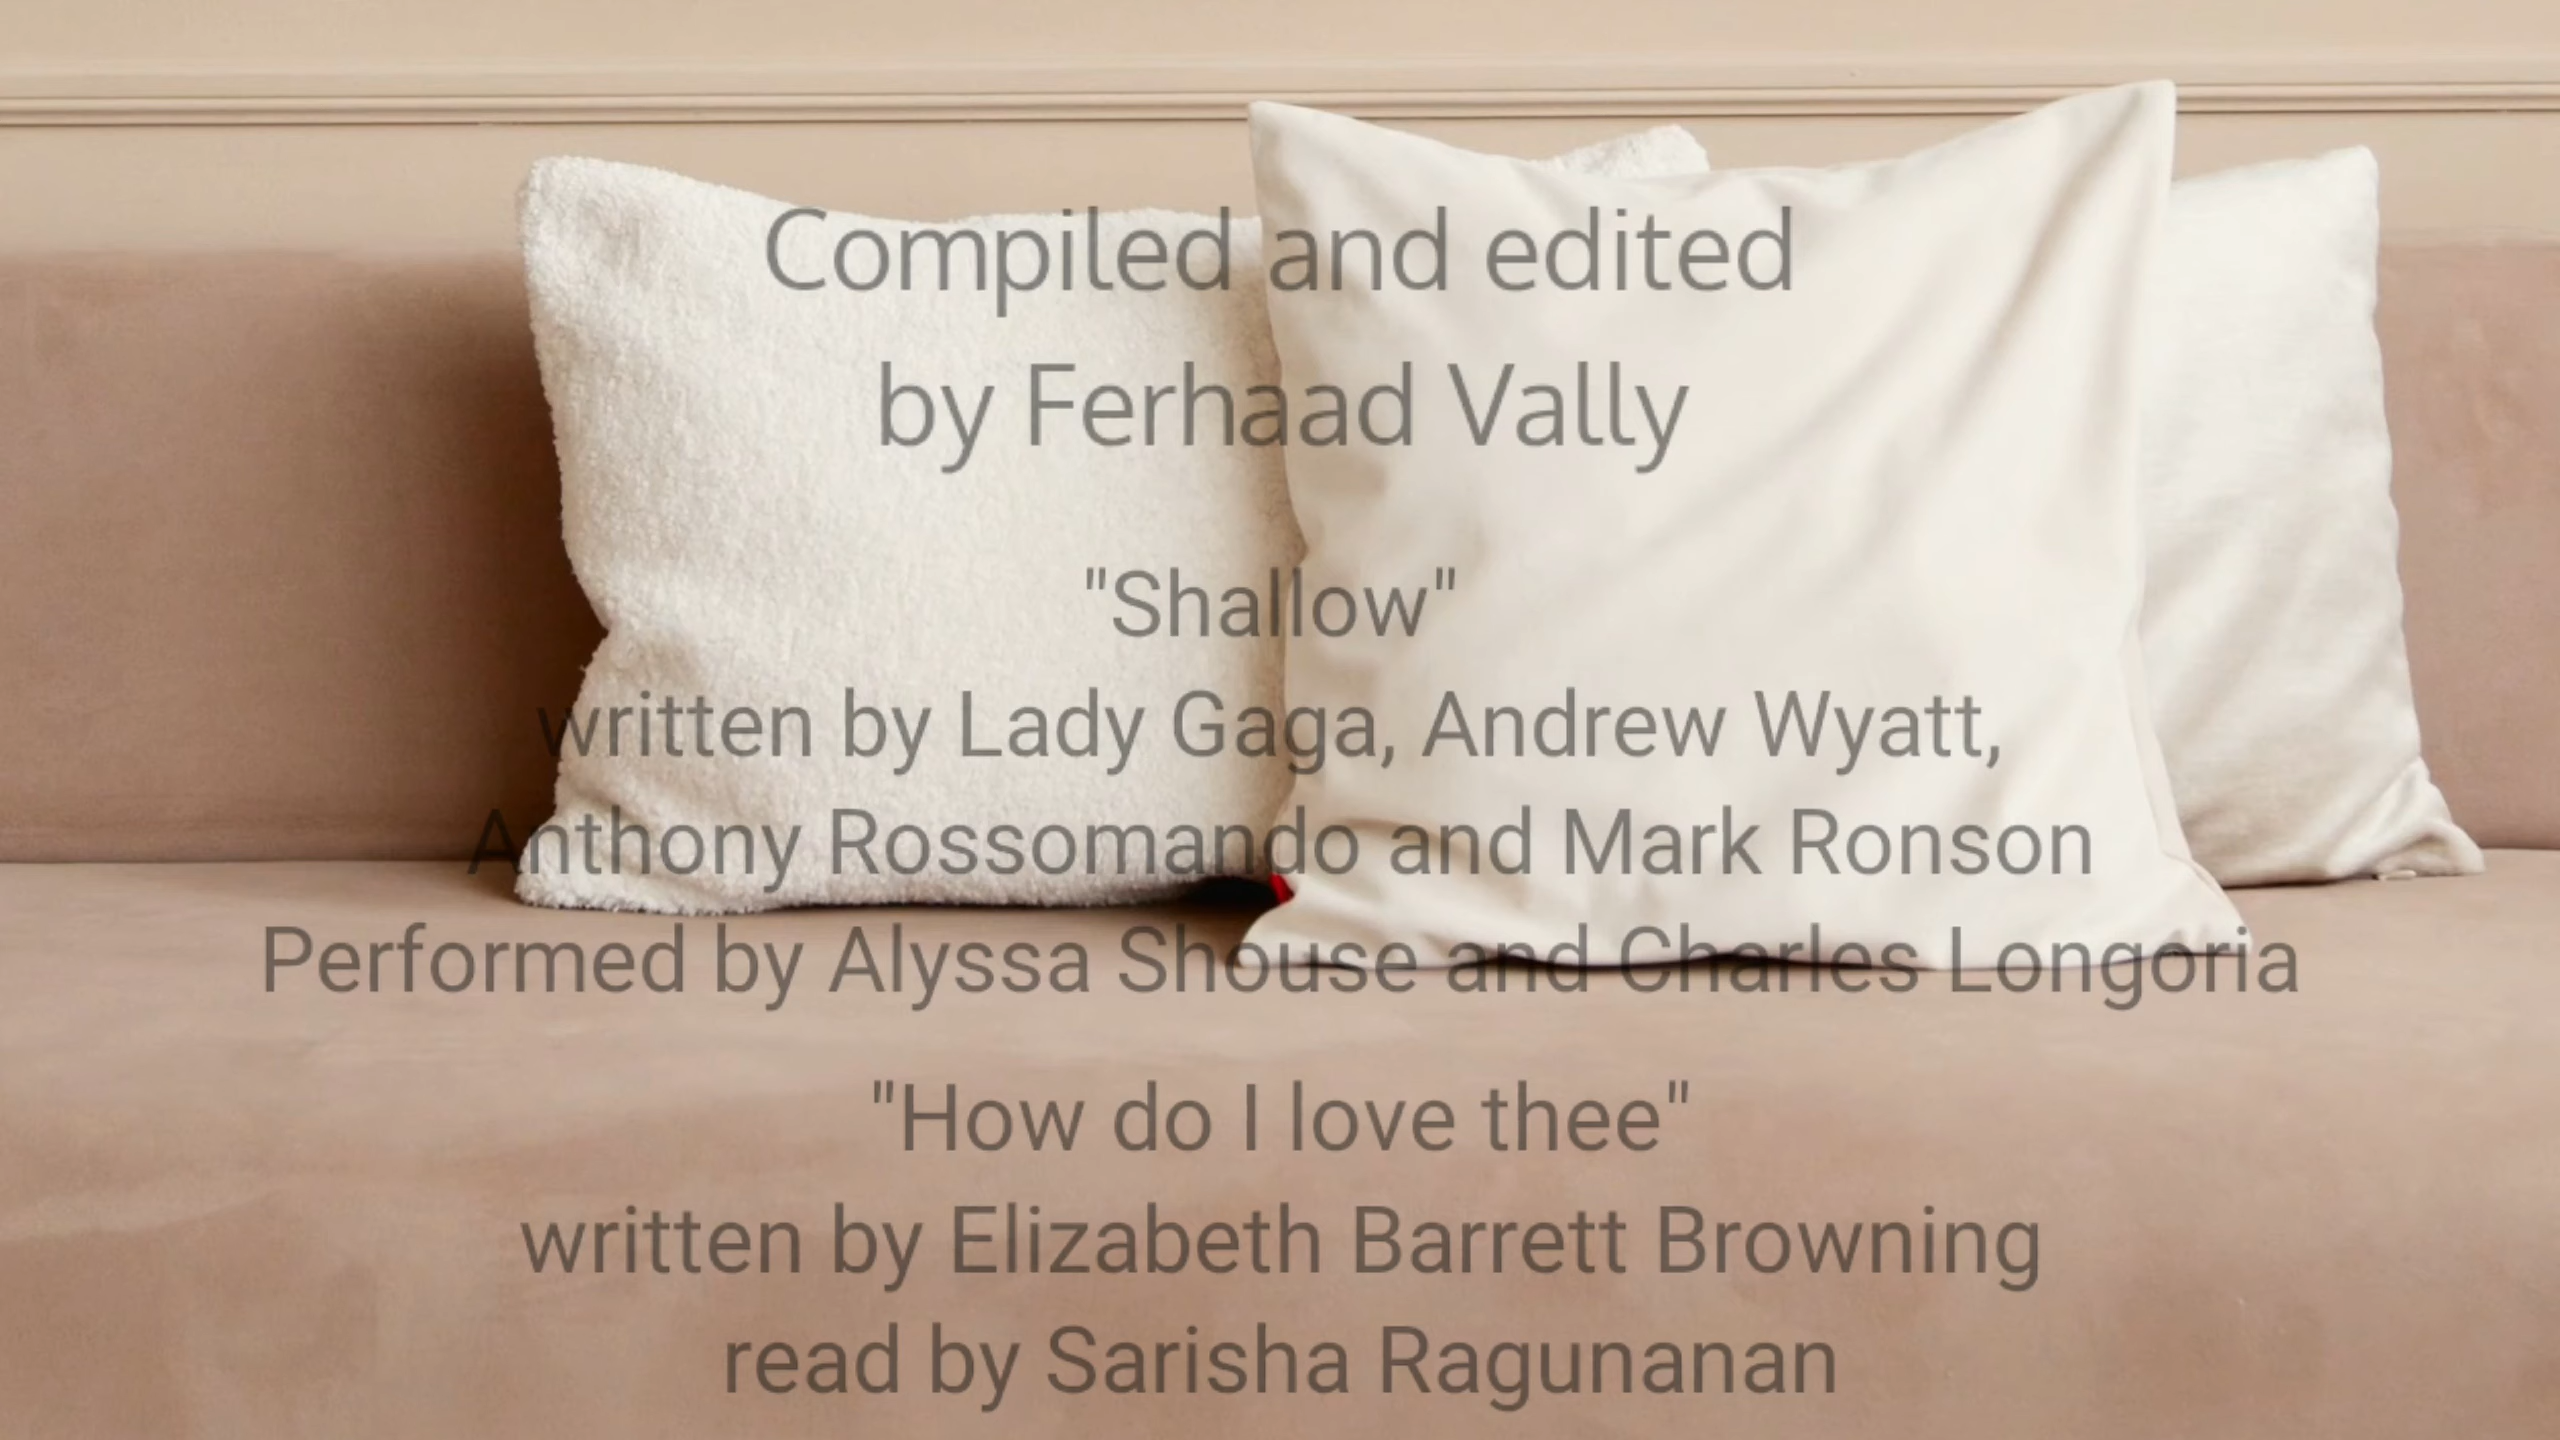 Compiled and edited
by Ferhaad Vally
"Shallow"
written by Lady Gaga, Andrew Wyatt,
Anthony Rossomando and Mark Ronson
Performed by Alyssa Shouse and Charles Longoria
"How do I love thee"
written by Elizabeth Barrett Browning
read by Sarisha Ragunanan